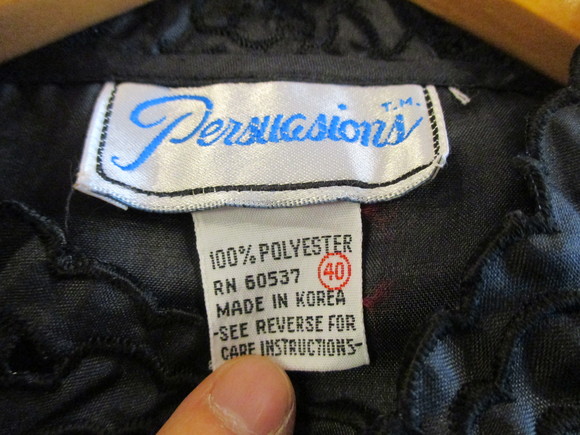 Persuasions T.M.
100% POLYESTER
RN 60537 40
MADE IN KOREA
-SEE REVERSE FOR
CARE INSTRUCTIONS-